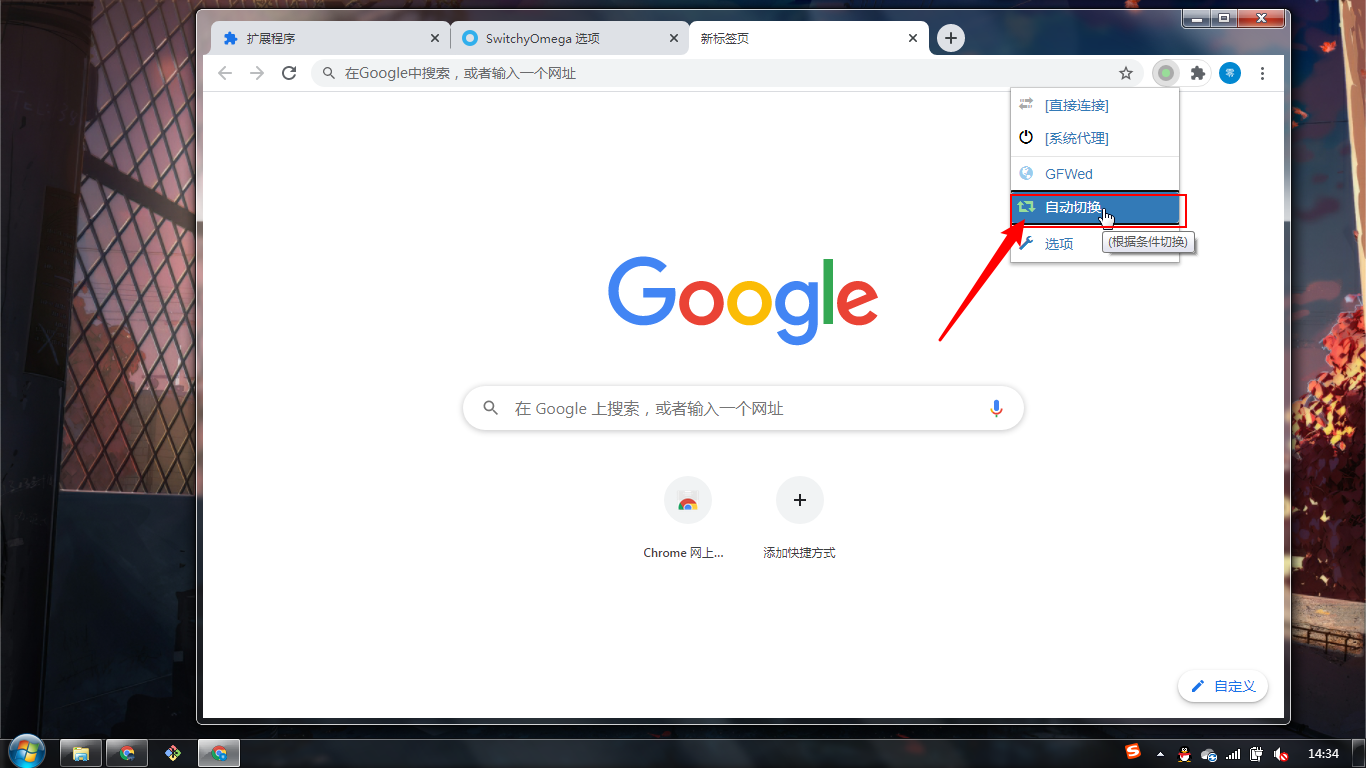 扩展程序
SwitchyOmega 选项
新标签页
在Google中搜索，或者输入一个网址
[直接连接]
[系统代理]
GFWed
自动切换
(根据条件切换)
选项
Google
在 Google 上搜索，或者输入一个网址
Chrome 网上...
添加快捷方式
自定义
14:34